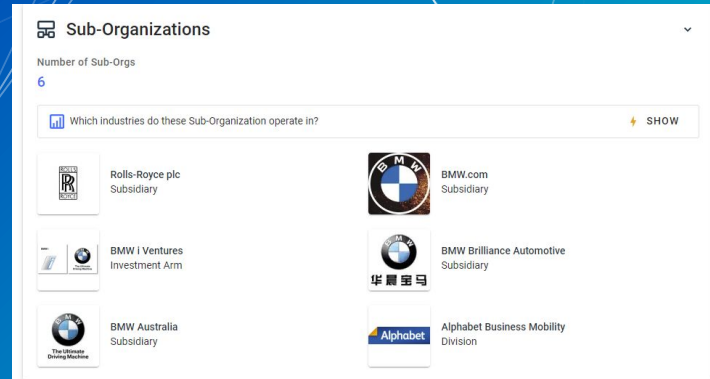 Sub-Organizations
Number of Sub-Orgs
6
Which industries do these Sub-Organization operate in?
SHOW
ROLLS
RR
ROYCE
Rolls-Royce plc
Subsidiary
BMW
BMW.com
Subsidiary
BMW i Ventures
Investment Arm
BMW
华晨宝马
BMW Brilliance Automotive
Subsidiary
BMW
The Ultimate
Driving Machine
BMW Australia
Subsidiary
Alphabet
Alphabet Business Mobility
Division